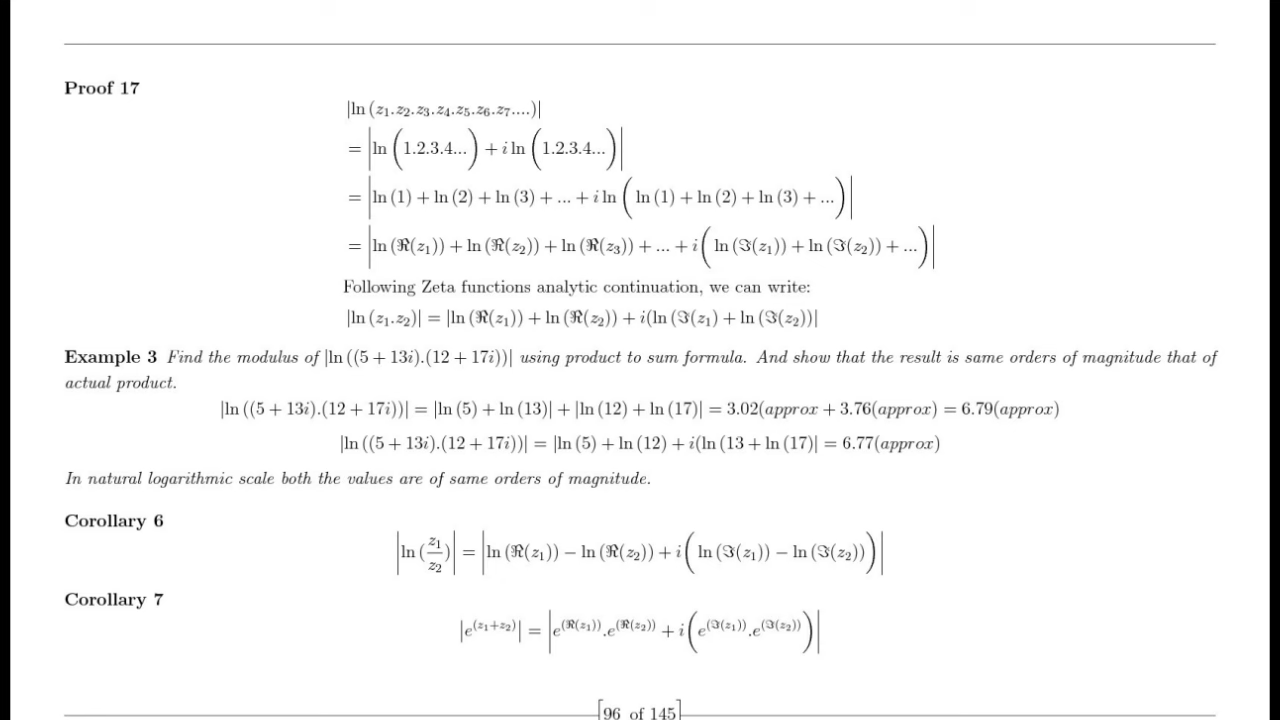 Proof 17
|ln (z₁.z₂.z₃.z₄.z₅.z₆.z₇....)|
= |ln (1.2.3.4...) + i ln (1.2.3.4...)|
= |ln (1) + ln (2) + ln (3) + ... + i ln ( ln (1) + ln (2) + ln (3) + ...)|
= |ln (ℜ(z₁)) + ln (ℜ(z₂)) + ln (ℜ(z₃)) + ... + i( ln (ℑ(z₁)) + ln (ℑ(z₂)) + ...)|
Following Zeta functions analytic continuation, we can write:
|ln (z₁.z₂)| = |ln (ℜ(z₁)) + ln (ℜ(z₂)) + i(ln (ℑ(z₁) + ln (ℑ(z₂))|
Example 3 Find the modulus of |ln ((5 + 13i).(12 + 17i))| using product to sum formula. And show that the result is same orders of magnitude that of
actual product.
|ln ((5 + 13i).(12 + 17i))| = |ln (5) + ln (13)| + |ln (12) + ln (17)| = 3.02(approx + 3.76(approx) = 6.79(approx)
|ln ((5 + 13i).(12 + 17i))| = |ln (5) + ln (12) + i(ln (13 + ln (17)| = 6.77(approx)
In natural logarithmic scale both the values are of same orders of magnitude.
Corollary 6
|ln (z₁/z₂)| = |ln (ℜ(z₁)) − ln (ℜ(z₂)) + i( ln (ℑ(z₁)) − ln (ℑ(z₂)))|
Corollary 7
|e^(z₁+z₂)| = |e^(ℜ(z₁)).e^(ℜ(z₂)) + i(e^(ℑ(z₁)).e^(ℑ(z₂)))|
[96 of 145]